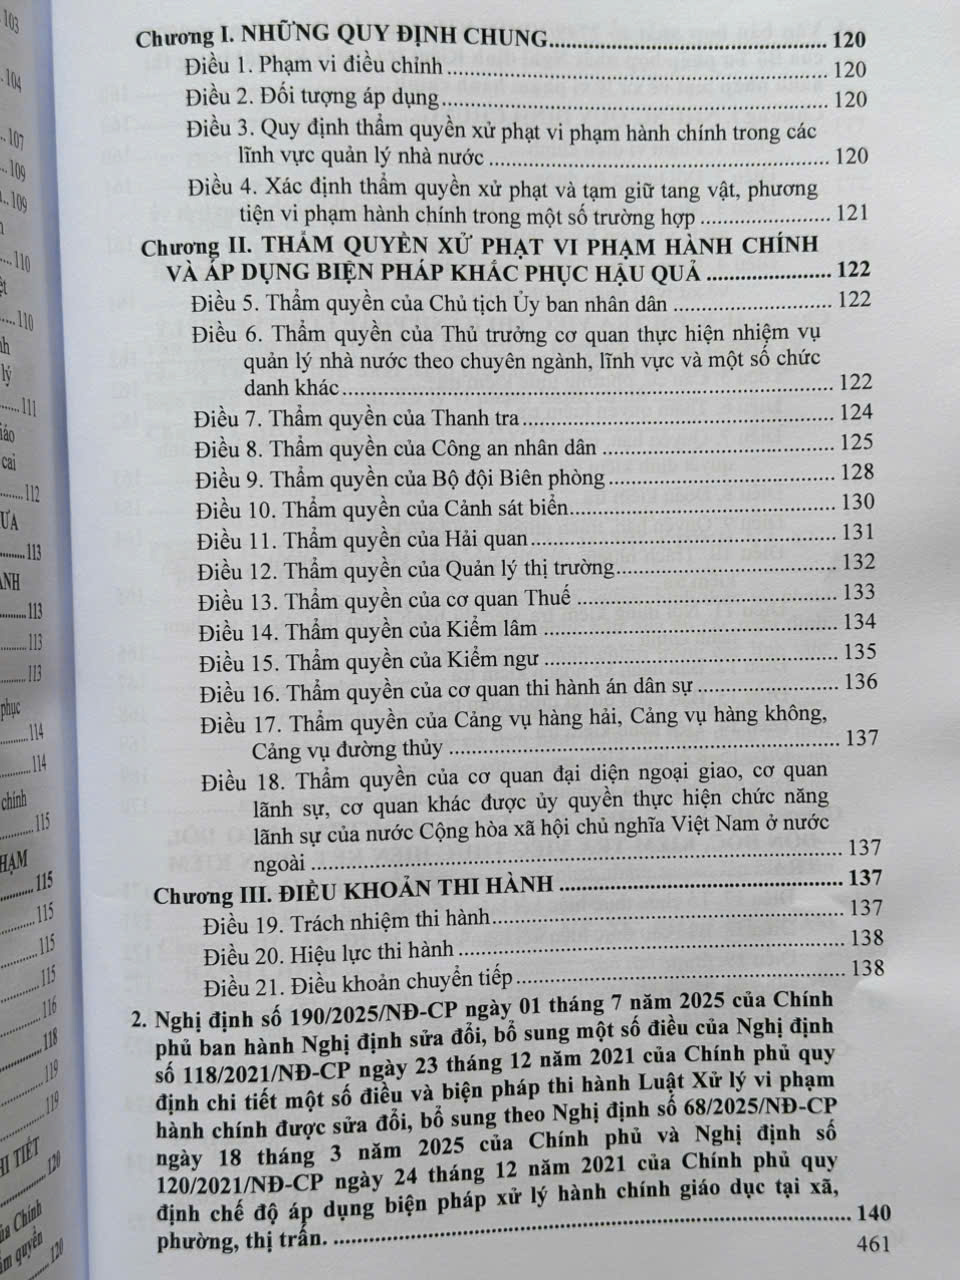 Chương I. NHỮNG QUY ĐỊNH CHUNG.......... 120
Điều 1. Phạm vi điều chỉnh .......... 120
Điều 2. Đối tượng áp dụng.......... 120
Điều 3. Quy định thẩm quyền xử phạt vi phạm hành chính trong các
lĩnh vực quản lý nhà nước .......... 120
Điều 4. Xác định thẩm quyền xử phạt và tạm giữ tang vật, phương
tiện vi phạm hành chính trong một số trường hợp .......... 121
Chương II. THẨM QUYỀN XỬ PHẠT VI PHẠM HÀNH CHÍNH
VÀ ÁP DỤNG BIỆN PHÁP KHẮC PHỤC HẬU QUẢ .......... 122
Điều 5. Thẩm quyền của Chủ tịch Ủy ban nhân dân .......... 122
Điều 6. Thẩm quyền của Thủ trưởng cơ quan thực hiện nhiệm vụ
quản lý nhà nước theo chuyên ngành, lĩnh vực và một số chức
danh khác .......... 122
Điều 7. Thẩm quyền của Thanh tra .......... 124
Điều 8. Thẩm quyền của Công an nhân dân .......... 125
Điều 9. Thẩm quyền của Bộ đội Biên phòng .......... 128
Điều 10. Thẩm quyền của Cảnh sát biển.......... 130
Điều 11. Thẩm quyền của Hải quan .......... 131
Điều 12. Thẩm quyền của Quản lý thị trường.......... 132
Điều 13. Thẩm quyền của cơ quan Thuế .......... 133
Điều 14. Thẩm quyền của Kiểm lâm .......... 134
Điều 15. Thẩm quyền của Kiểm ngư .......... 135
Điều 16. Thẩm quyền của cơ quan thi hành án dân sự .......... 136
Điều 17. Thẩm quyền của Cảng vụ hàng hải, Cảng vụ hàng không,
Cảng vụ đường thủy .......... 137
Điều 18. Thẩm quyền của cơ quan đại diện ngoại giao, cơ quan
lãnh sự, cơ quan khác được ủy quyền thực hiện chức năng
lãnh sự của nước Cộng hòa xã hội chủ nghĩa Việt Nam ở nước
ngoài .......... 137
Chương III. ĐIỀU KHOẢN THI HÀNH .......... 137
Điều 19. Trách nhiệm thi hành .......... 137
Điều 20. Hiệu lực thi hành .......... 138
Điều 21. Điều khoản chuyển tiếp .......... 138
2. Nghị định số 190/2025/NĐ-CP ngày 01 tháng 7 năm 2025 của Chính
phủ ban hành Nghị định sửa đổi, bổ sung một số điều của Nghị định
số 118/2021/NĐ-CP ngày 23 tháng 12 năm 2021 của Chính phủ quy
định chi tiết một số điều và biện pháp thi hành Luật Xử lý vi phạm
hành chính được sửa đổi, bổ sung theo Nghị định số 68/2025/NĐ-CP
ngày 18 tháng 3 năm 2025 của Chính phủ và Nghị định số
120/2021/NĐ-CP ngày 24 tháng 12 năm 2021 của Chính phủ quy
định chế độ áp dụng biện pháp xử lý hành chính giáo dục tại xã,
phường, thị trấn. .......... 140
461